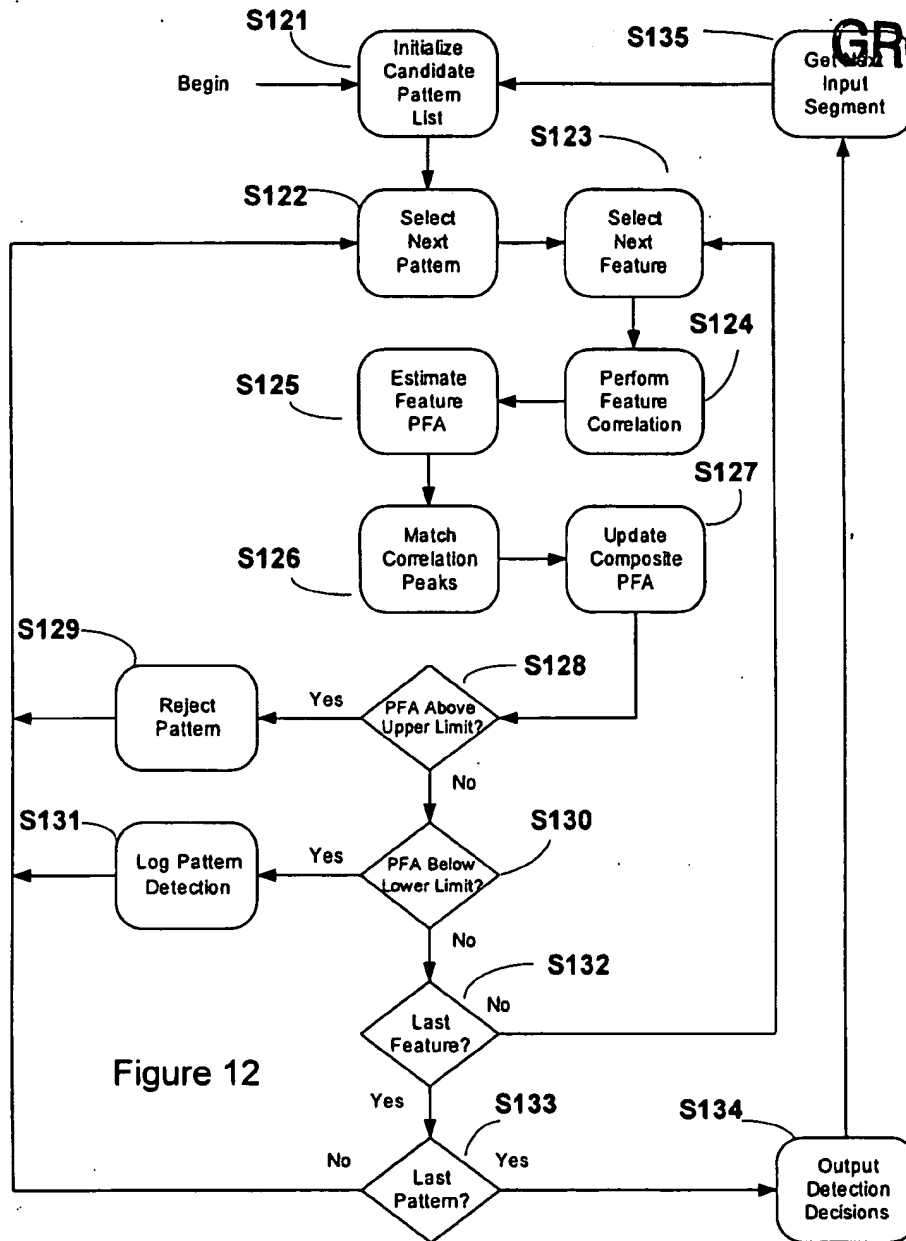 S121
Initialize
Candidate
Pattern
List
Begin
S135
GR
Get Next
Input
Segment
S123
S122
Select
Next
Pattern
Select
Next
Feature
S124
S125
Estimate
Feature
PFA
Perform
Feature
Correlation
S127
S126
Match
Correlation
Peaks
Update
Composite
PFA
S129
Reject
Pattern
Yes
S128
PFA Above
Upper Limit?
No
S131
Log Pattern
Detection
Yes
S130
PFA Below
Lower Limit?
No
S132
No
Last
Feature?
Figure 12
Yes
S133
S134
No
Last
Pattern?
Yes
Output
Detection
Decisions